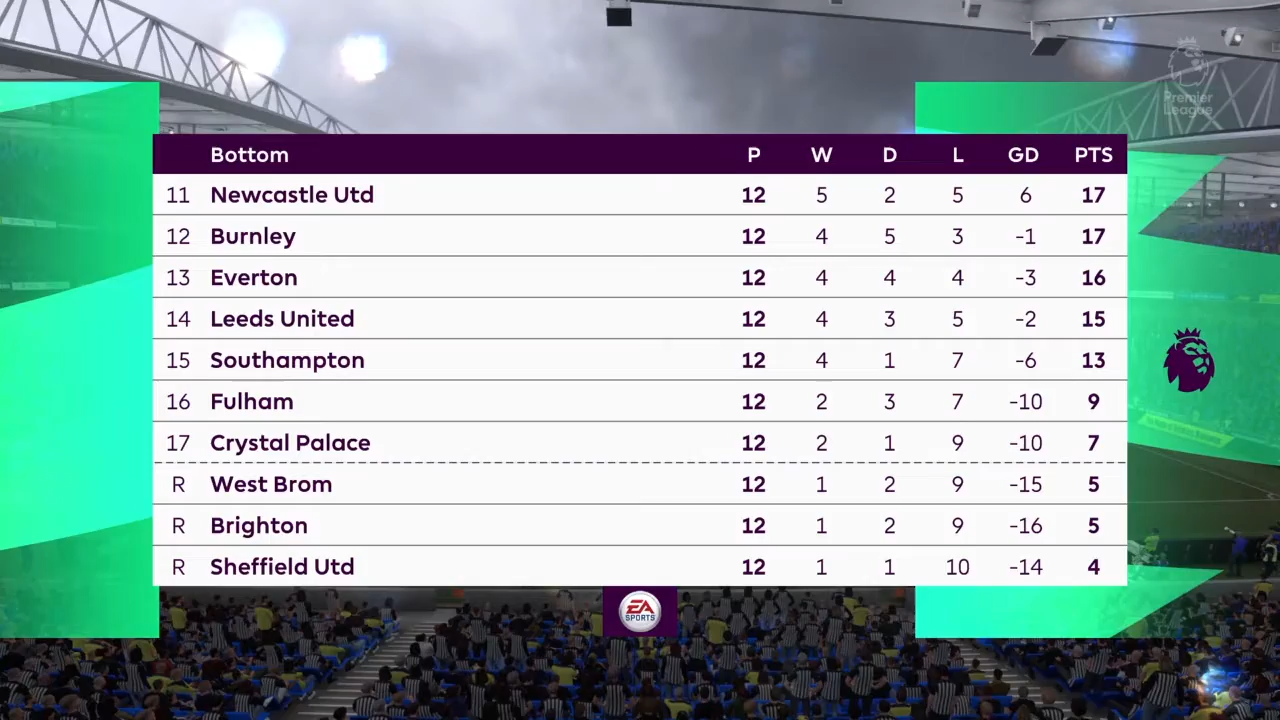 Premier
League
Bottom P W D L GD PTS
11 Newcastle Utd 12 5 2 5 6 17
12 Burnley 12 4 5 3 -1 17
13 Everton 12 4 4 4 -3 16
14 Leeds United 12 4 3 5 -2 15
15 Southampton 12 4 1 7 -6 13
16 Fulham 12 2 3 7 -10 9
17 Crystal Palace 12 2 1 9 -10 7
R West Brom 12 1 2 9 -15 5
R Brighton 12 1 2 9 -16 5
R Sheffield Utd 12 1 1 10 -14 4
EA
SPORTS